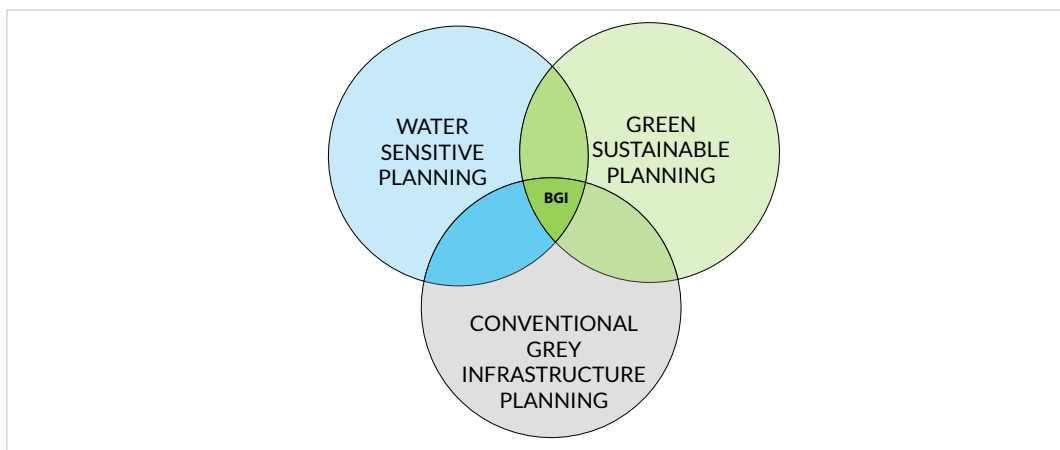 WATER
SENSITIVE
PLANNING
GREEN
SUSTAINABLE
PLANNING
BGI
CONVENTIONAL
GREY
INFRASTRUCTURE
PLANNING